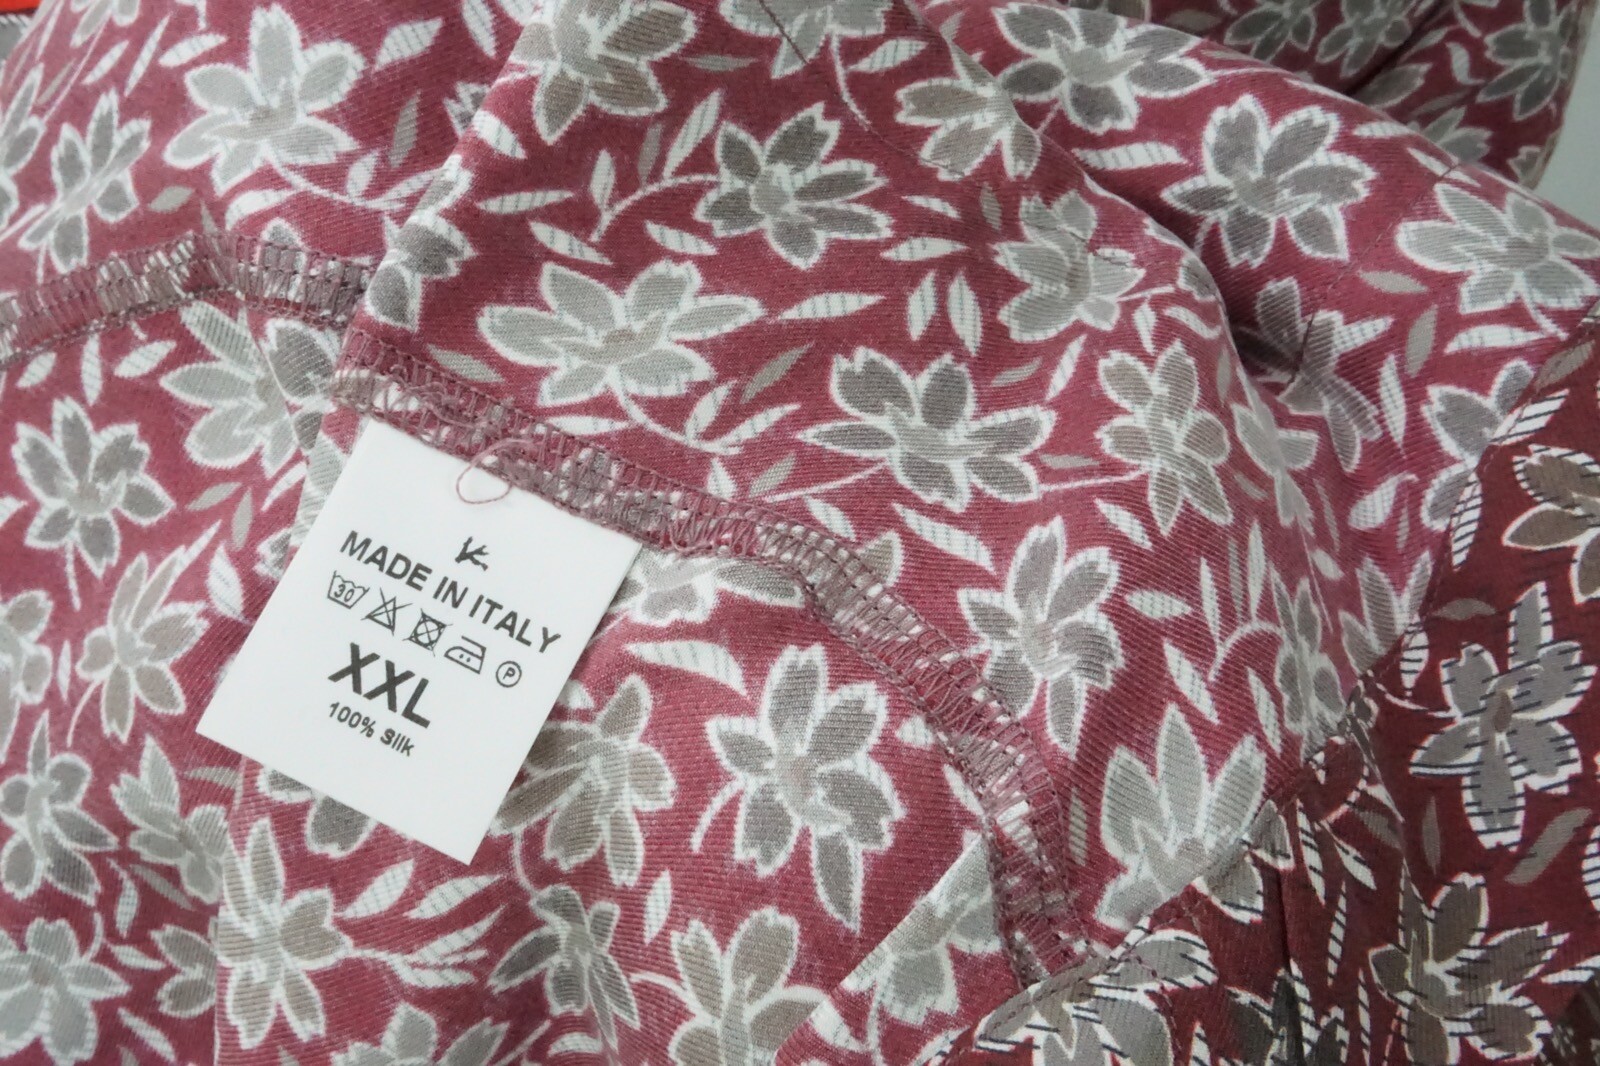 MADE IN ITALY
30
P
XXL
100% Silk